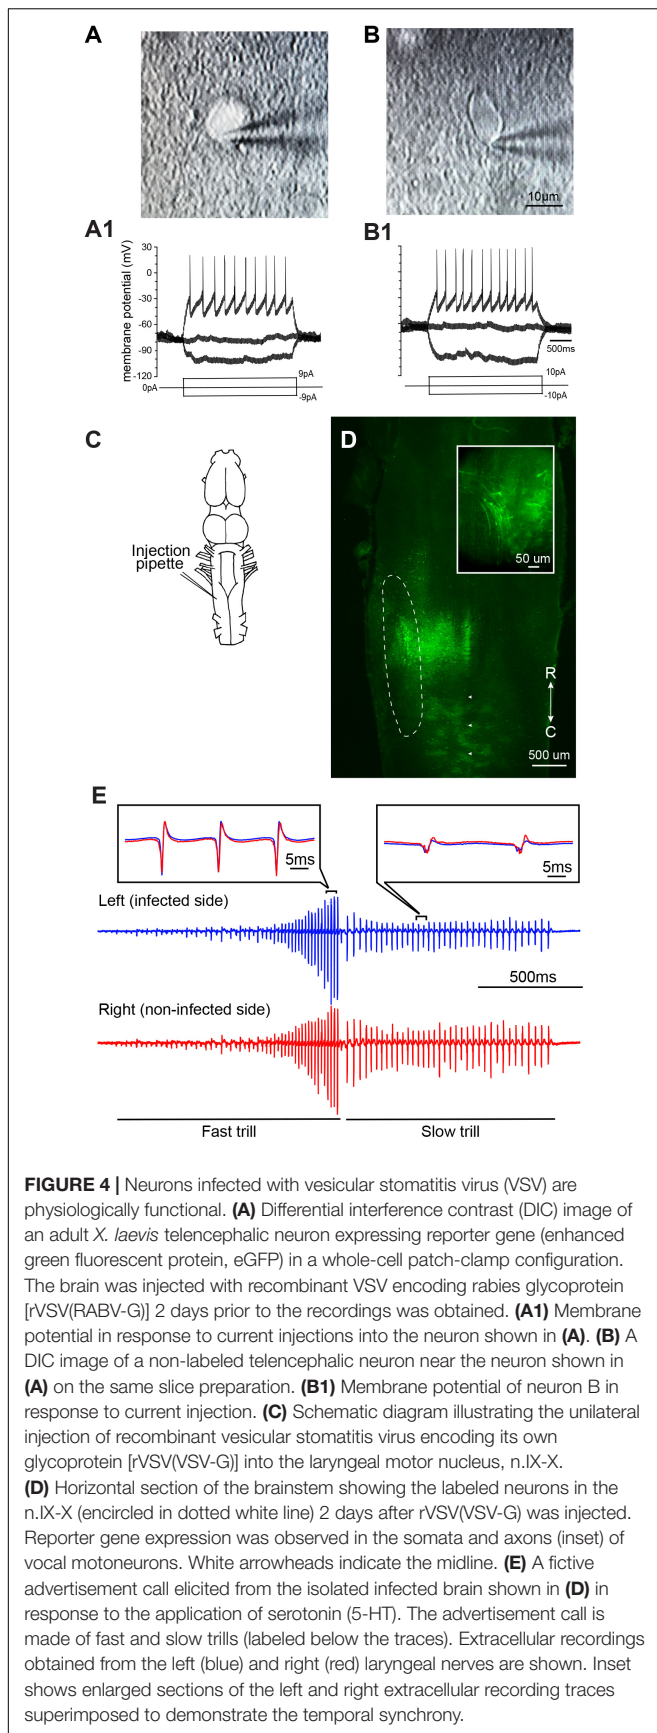 A
B
10µm
A1
B1
membrane potential (mV)
30
0
-30
-60
-90
-120
0pA
9pA
-9pA
500ms
10pA
-10pA
C
D
Injection
pipette
50 um
R
C
500 um
E
5ms
5ms
Left (infected side)
500ms
Right (non-infected side)
Fast trill
Slow trill
FIGURE 4 | Neurons infected with vesicular stomatitis virus (VSV) are
physiologically functional. (A) Differential interference contrast (DIC) image of
an adult X. laevis telencephalic neuron expressing reporter gene (enhanced
green fluorescent protein, eGFP) in a whole-cell patch-clamp configuration.
The brain was injected with recombinant VSV encoding rabies glycoprotein
[rVSV(RABV-G)] 2 days prior to the recordings was obtained. (A1) Membrane
potential in response to current injections into the neuron shown in (A). (B) A
DIC image of a non-labeled telencephalic neuron near the neuron shown in
(A) on the same slice preparation. (B1) Membrane potential of neuron B in
response to current injection. (C) Schematic diagram illustrating the unilateral
injection of recombinant vesicular stomatitis virus encoding its own
glycoprotein [rVSV(VSV-G)] into the laryngeal motor nucleus, n.IX-X.
(D) Horizontal section of the brainstem showing the labeled neurons in the
n.IX-X (encircled in dotted white line) 2 days after rVSV(VSV-G) was injected.
Reporter gene expression was observed in the somata and axons (inset) of
vocal motoneurons. White arrowheads indicate the midline. (E) A fictive
advertisement call elicited from the isolated infected brain shown in (D) in
response to the application of serotonin (5-HT). The advertisement call is
made of fast and slow trills (labeled below the traces). Extracellular recordings
obtained from the left (blue) and right (red) laryngeal nerves are shown. Inset
shows enlarged sections of the left and right extracellular recording traces
superimposed to demonstrate the temporal synchrony.